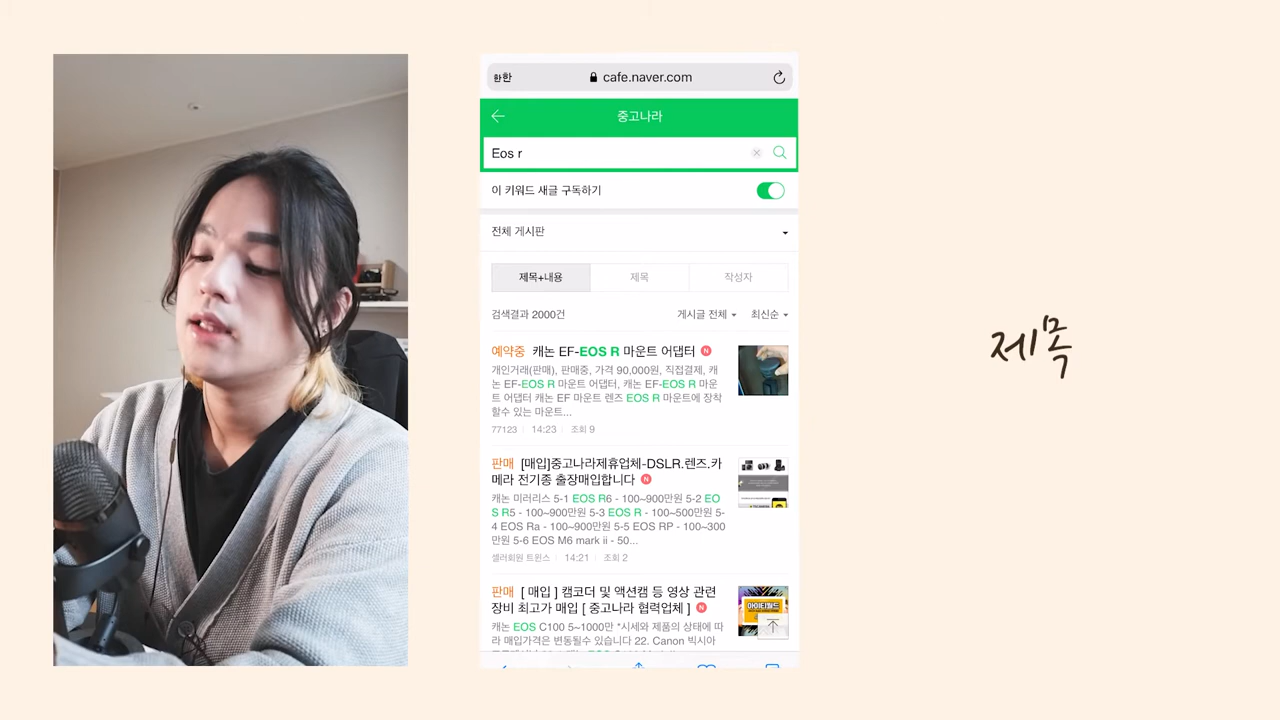 한한 cafe.naver.com
중고나라
Eos r
이 키워드 새글 구독하기
전체 게시판
제목+내용 제목 작성자
검색결과 2000건 게시글 전체 최신순
예약중 캐논 EF-EOS R 마운트 어댑터 N
개인거래(판매), 판매중, 가격 90,000원, 직접결제, 캐
논 EF-EOS R 마운트 어댑터, 캐논 EF-EOS R 마운
트 어댑터 캐논 EF 마운트 렌즈 EOS R 마운트에 장착
할수 있는 마운트...
77123 14:23 조회 9
판매 [매입]중고나라제휴업체-DSLR.렌즈.카
메라 전기종 출장매입합니다 N
캐논 미러리스 5-1 EOS R6 - 100~900만원 5-2 EO
S R5 - 100~900만원 5-3 EOS R - 100~500만원 5-
4 EOS Ra - 100~900만원 5-5 EOS RP - 100~300
만원 5-6 EOS M6 mark ii - 50...
셀러회원 트윈스 14:21 조회 2
판매 [ 매입 ] 캠코더 및 액션캠 등 영상 관련
장비 최고가 매입 [ 중고나라 협력업체 ] N
아이티월드
캐논 EOS C100 5~1000만 *시세와 제품의 상태에 따
라 매입가격은 변동될수 있습니다 22. Canon 빅시아
제목